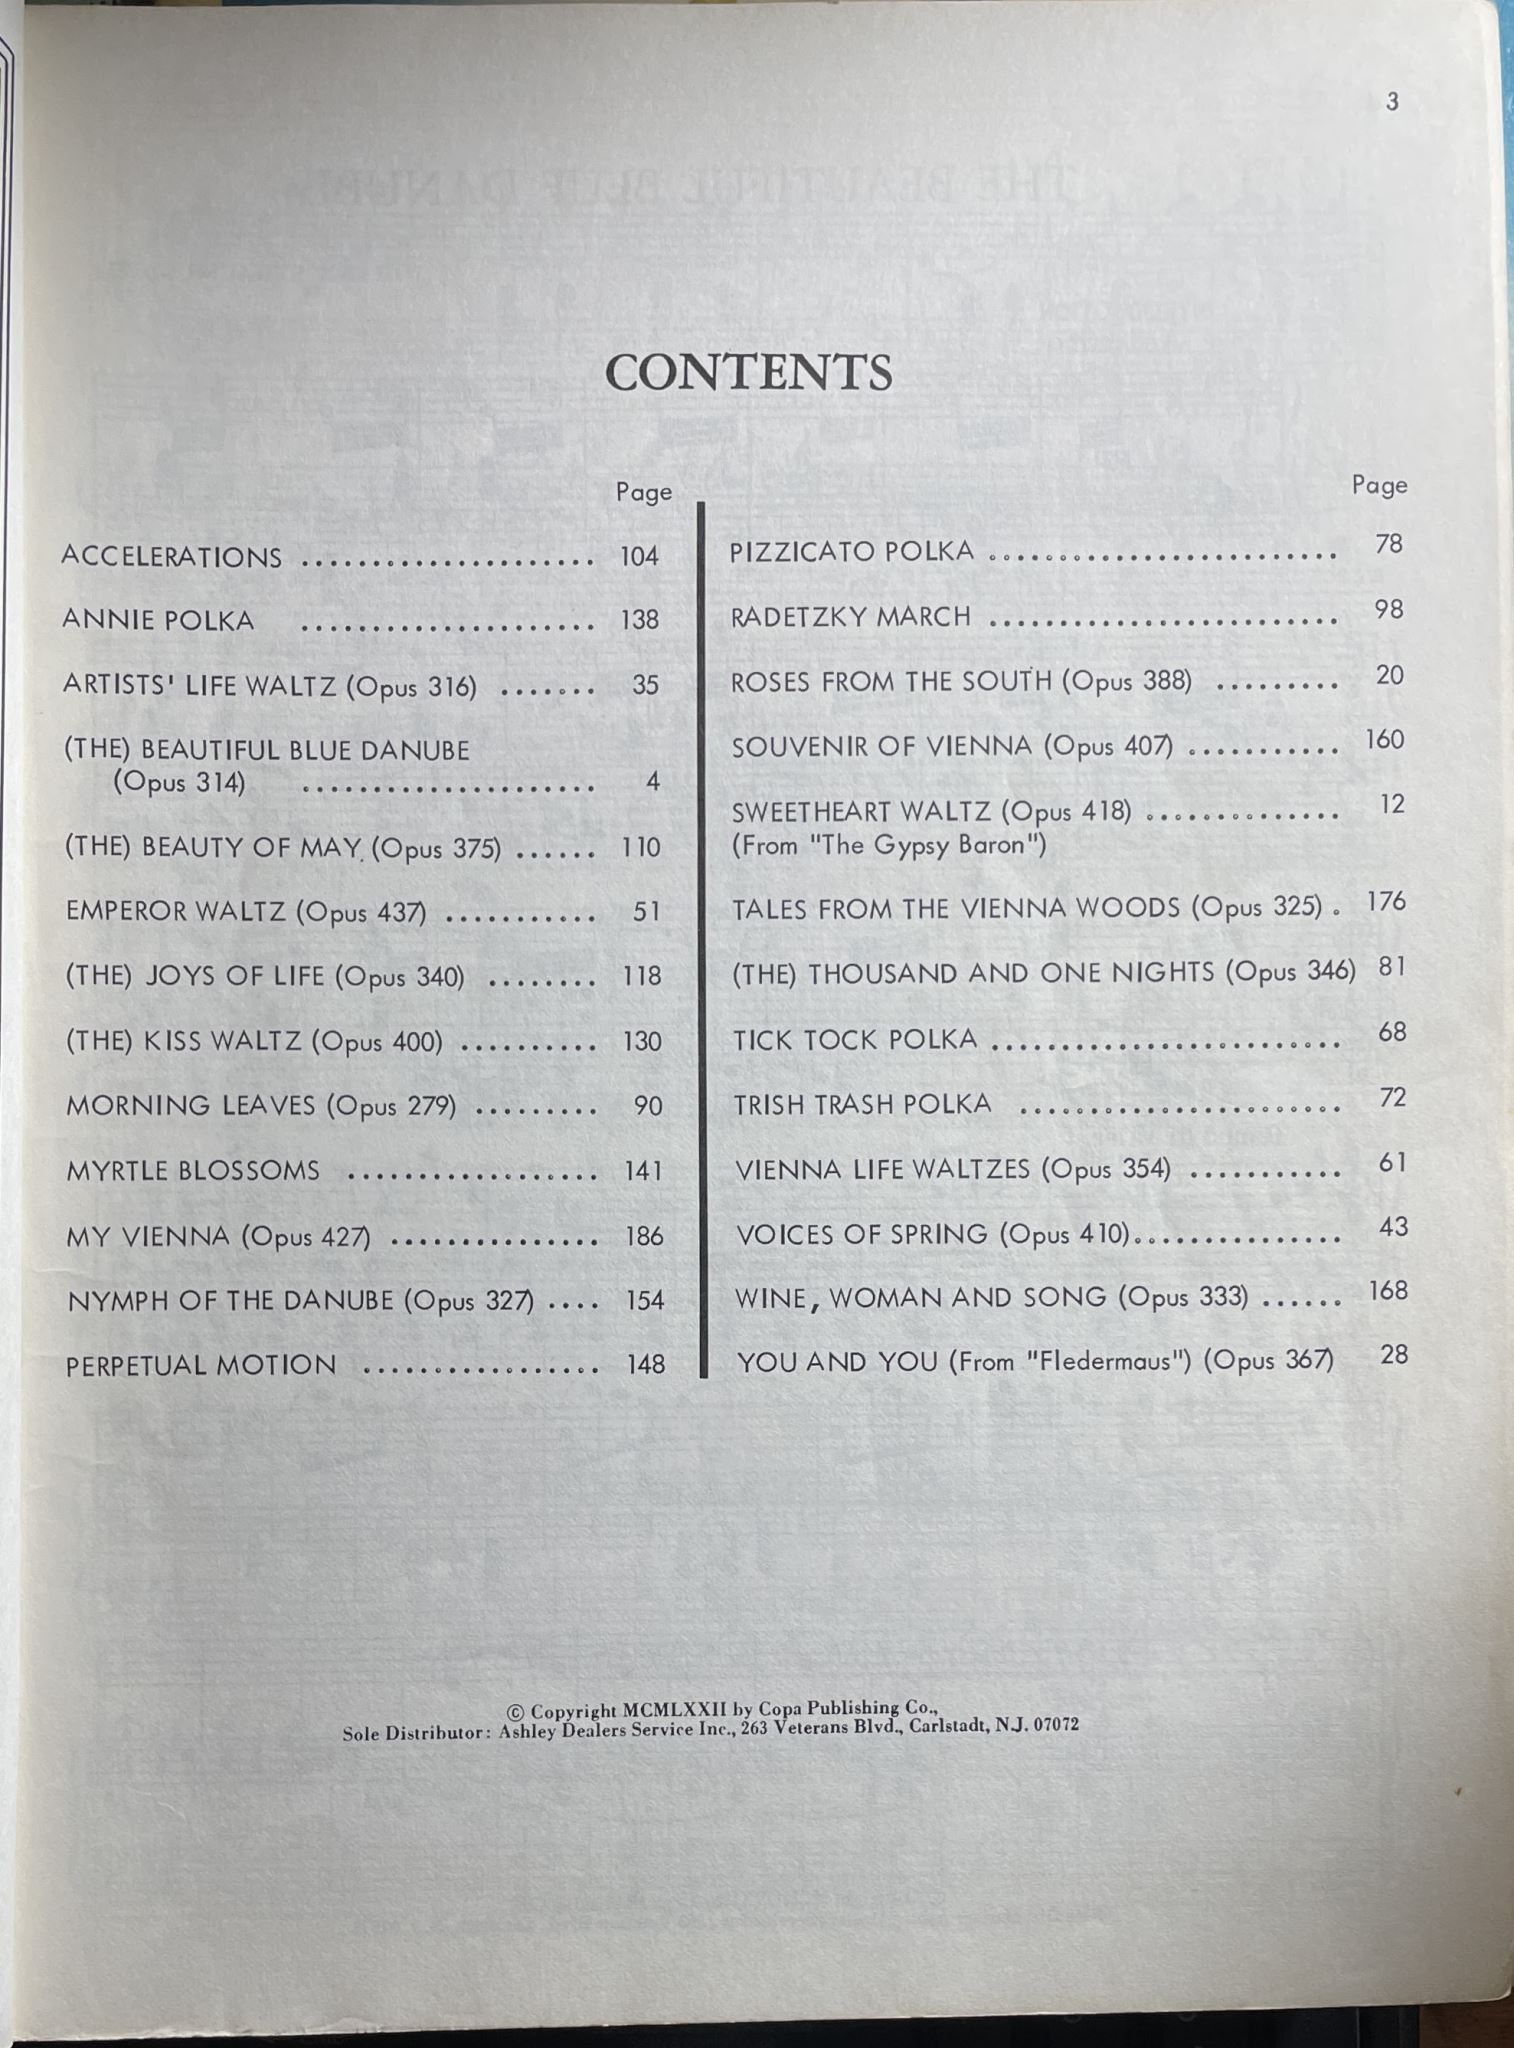 3
CONTENTS
Page
ACCELERATIONS ..................... 104
ANNIE POLKA ..................... 138
ARTISTS' LIFE WALTZ (Opus 316) ....... 35
(THE) BEAUTIFUL BLUE DANUBE
(Opus 314) ..................... 4
(THE) BEAUTY OF MAY. (Opus 375) ...... 110
EMPEROR WALTZ (Opus 437) ........... 51
(THE) JOYS OF LIFE (Opus 340) ........ 118
(THE) KISS WALTZ (Opus 400) .......... 130
MORNING LEAVES (Opus 279) ......... 90
MYRTLE BLOSSOMS .................. 141
MY VIENNA (Opus 427) ............... 186
NYMPH OF THE DANUBE (Opus 327) .... 154
PERPETUAL MOTION ................. 148
Page
PIZZICATO POLKA ......................... 78
RADETZKY MARCH ......................... 98
ROSES FROM THE SOUTH (Opus 388) ......... 20
SOUVENIR OF VIENNA (Opus 407) ........... 160
SWEETHEART WALTZ (Opus 418) .............. 12
(From "The Gypsy Baron")
TALES FROM THE VIENNA WOODS (Opus 325) . 176
(THE) THOUSAND AND ONE NIGHTS (Opus 346) 81
TICK TOCK POLKA ......................... 68
TRISH TRASH POLKA ....................... 72
VIENNA LIFE WALTZES (Opus 354) ........... 61
VOICES OF SPRING (Opus 410)............... 43
WINE, WOMAN AND SONG (Opus 333) ...... 168
YOU AND YOU (From "Fledermaus") (Opus 367) 28
© Copyright MCMLXXII by Copa Publishing Co.,
Sole Distributor: Ashley Dealers Service Inc., 263 Veterans Blvd., Carlstadt, N.J. 07072